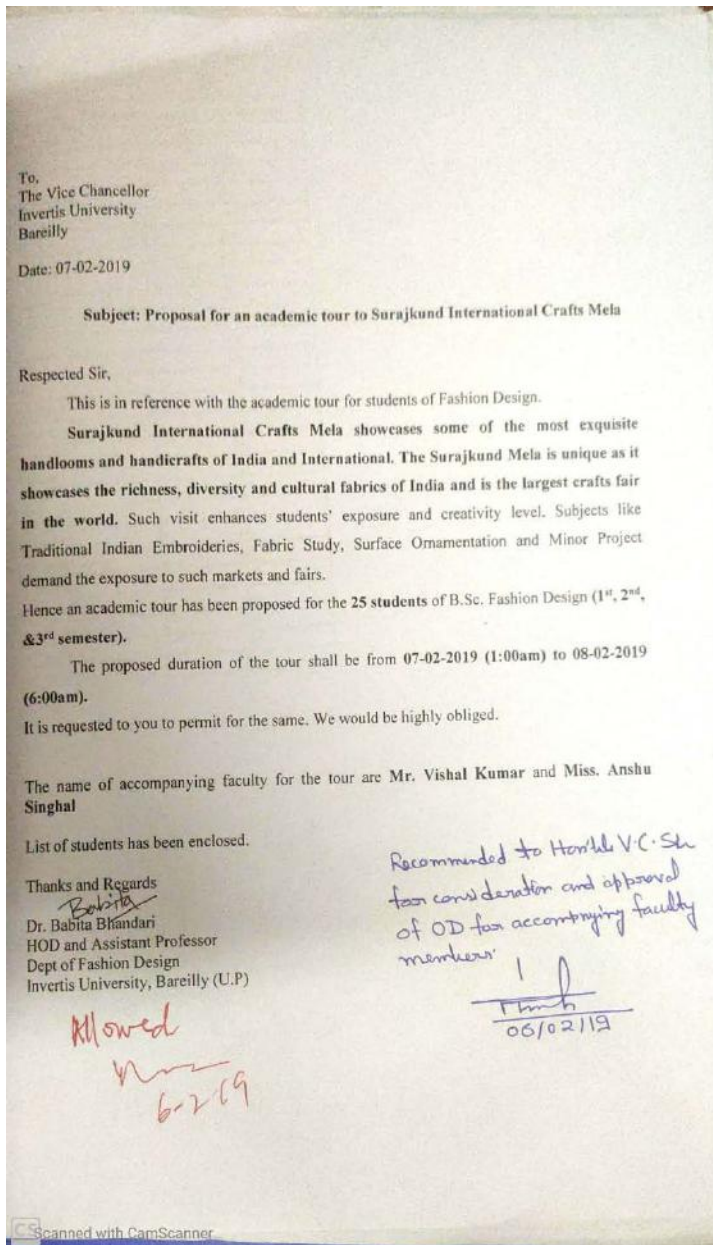 To,
The Vice Chancellor
Invertis University
Bareilly
Date: 07-02-2019
Subject: Proposal for an academic tour to Surajkund International Crafts Mela
Respected Sir,
This is in reference with the academic tour for students of Fashion Design.
Surajkund International Crafts Mela showcases some of the most exquisite
handlooms and handicrafts of India and International. The Surajkund Mela is unique as it
showcases the richness, diversity and cultural fabrics of India and is the largest crafts fair
in the world. Such visit enhances students' exposure and creativity level. Subjects like
Traditional Indian Embroideries, Fabric Study, Surface Ornamentation and Minor Project
demand the exposure to such markets and fairs.
Hence an academic tour has been proposed for the 25 students of B.Sc. Fashion Design (1st, 2nd,
&3rd semester).
The proposed duration of the tour shall be from 07-02-2019 (1:00am) to 08-02-2019
(6:00am).
It is requested to you to permit for the same. We would be highly obliged.
The name of accompanying faculty for the tour are Mr. Vishal Kumar and Miss. Anshu
Singhal
List of students has been enclosed.
Thanks and Regards
Babita
Dr. Babita Bhandari
HOD and Assistant Professor
Dept of Fashion Design
Invertis University, Bareilly (U.P)
Recommended to Hon'ble V.C.
for consideration and approval
of OD for accompnying faculty
members.
06/02/19
Allowed
6-2-19
CS Scanned with CamScanner